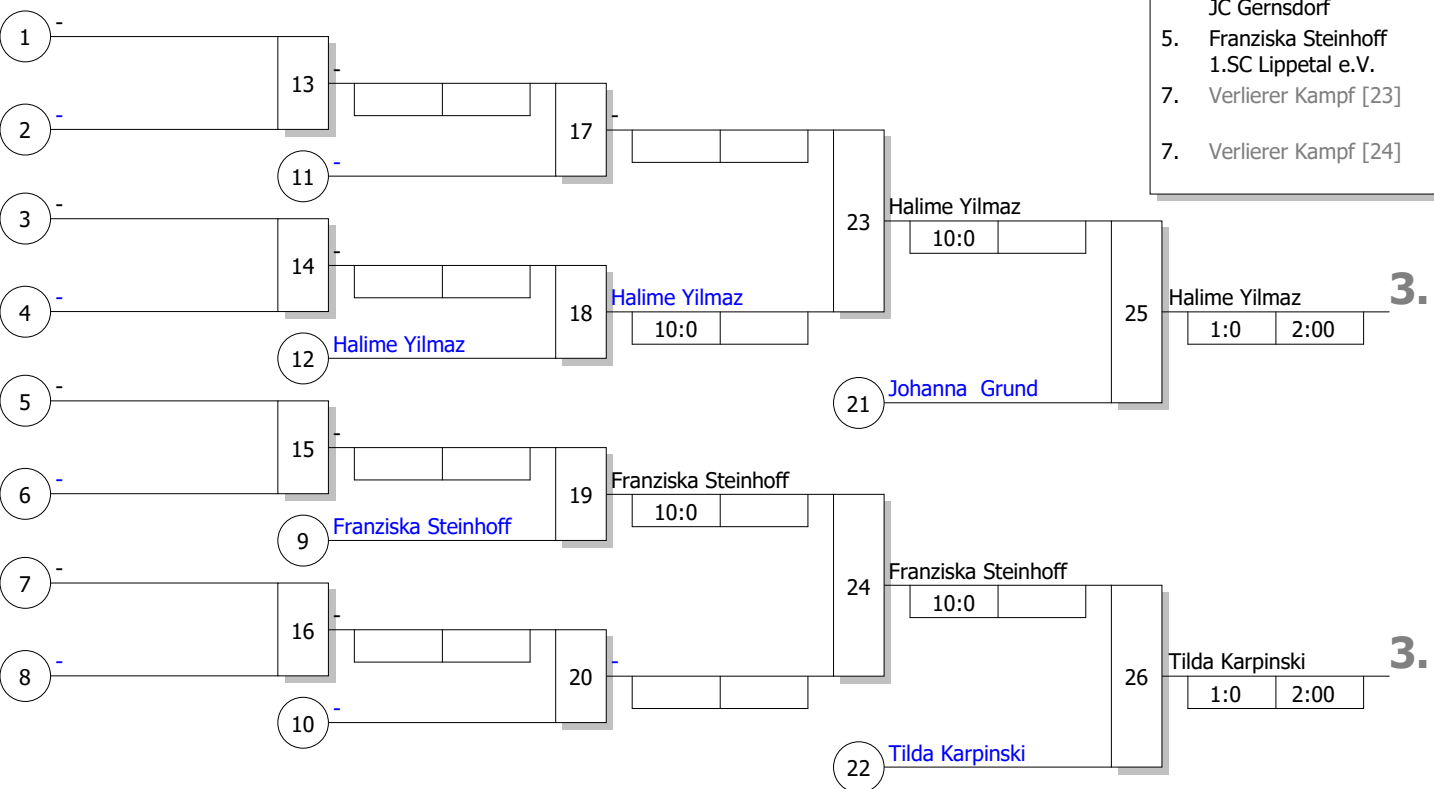 JC Gernsdorf
5. Franziska Steinhoff
1.SC Lippetal e.V.
7. Verlierer Kampf [23]
7. Verlierer Kampf [24]
1 -
2 -
13 -
11 -
17 -
3 -
4 -
14 -
12 Halime Yilmaz
18 Halime Yilmaz
10:0
23 Halime Yilmaz
10:0
21 Johanna Grund
25 Halime Yilmaz 3.
1:0 2:00
5 -
6 -
15 -
9 Franziska Steinhoff
19 Franziska Steinhoff
10:0
7 -
8 -
16 -
10 -
20 -
24 Franziska Steinhoff
10:0
22 Tilda Karpinski
26 Tilda Karpinski 3.
1:0 2:00